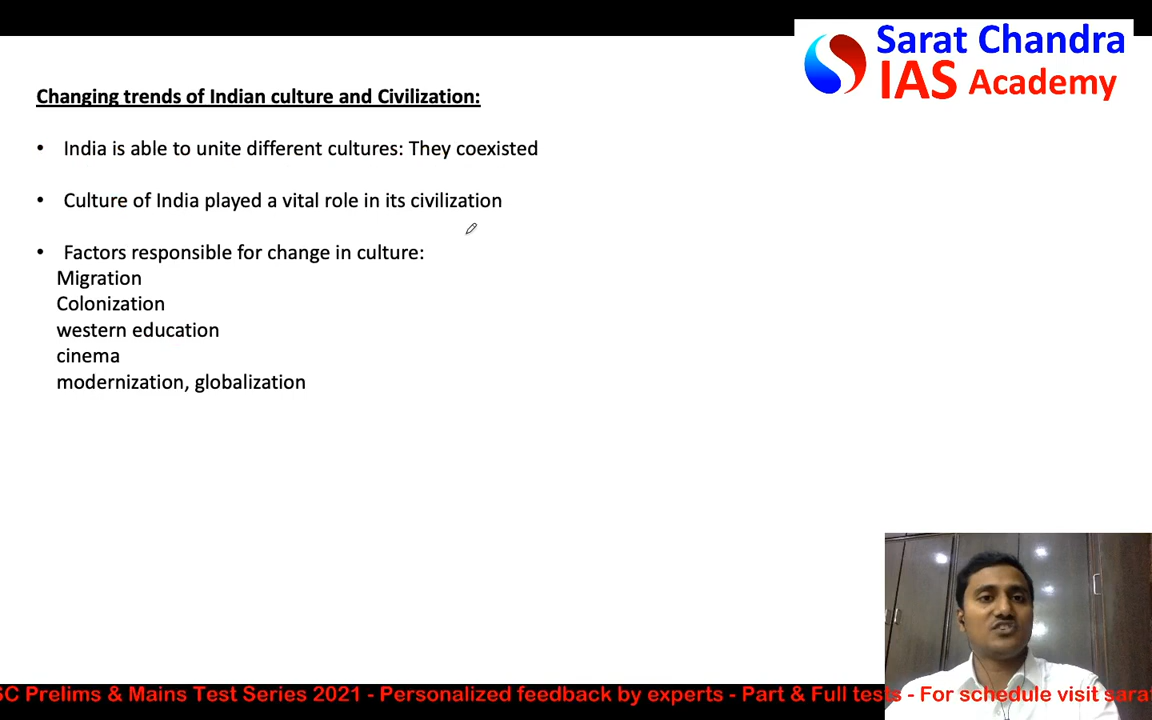 Sarat Chandra
IAS Academy
Changing trends of Indian culture and Civilization:
• India is able to unite different cultures: They coexisted
• Culture of India played a vital role in its civilization
• Factors responsible for change in culture:
Migration
Colonization
western education
cinema
modernization, globalization
SC Prelims & Mains Test Series 2021 - Personalized feedback by experts - Part & Full tests - For schedule visit sara